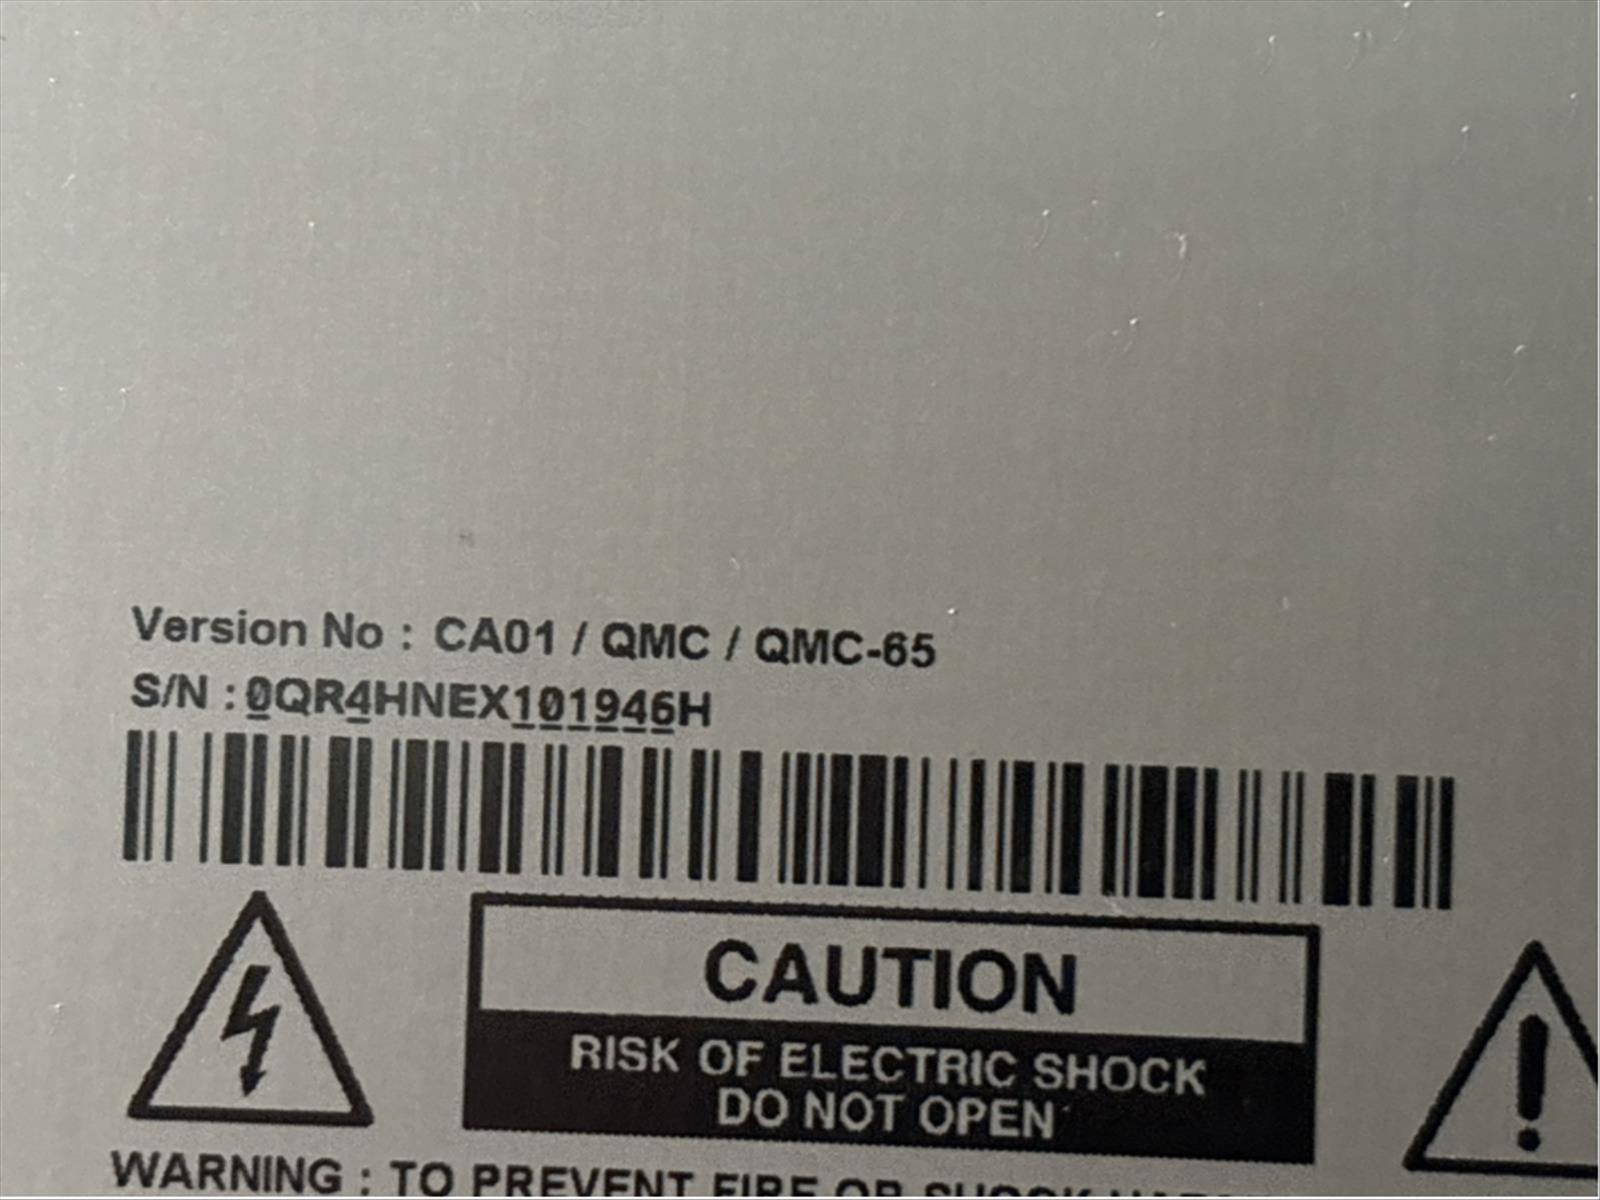 Version No : CA01 / QMC / QMC-65
S/N : 0QR4HNEX101946H
CAUTION
RISK OF ELECTRIC SHOCK
DO NOT OPEN
WARNING : TO PREVENT FIRE OR SHOCK